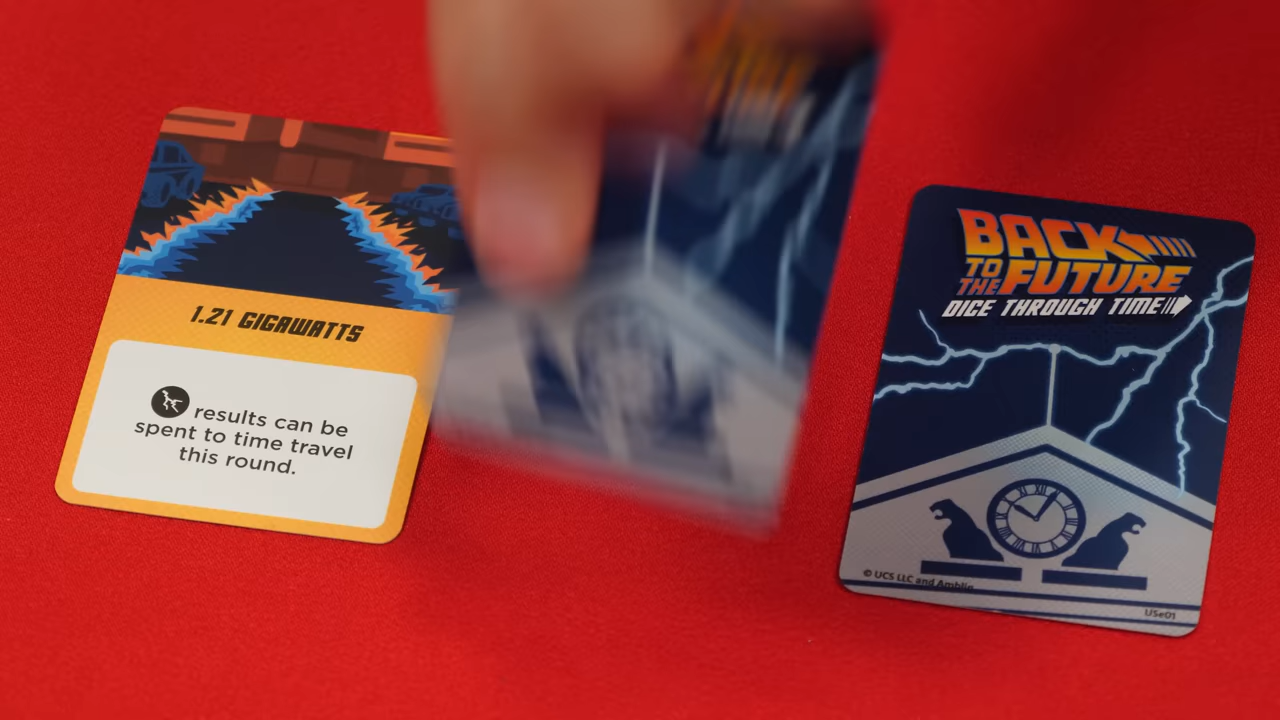 1.21 GIGAWATTS
results can be
spent to time travel
this round.
BACK
TO
THE FUTURE
DICE THROUGH TIME
XII
© UCS LLC and Amblin
USe01